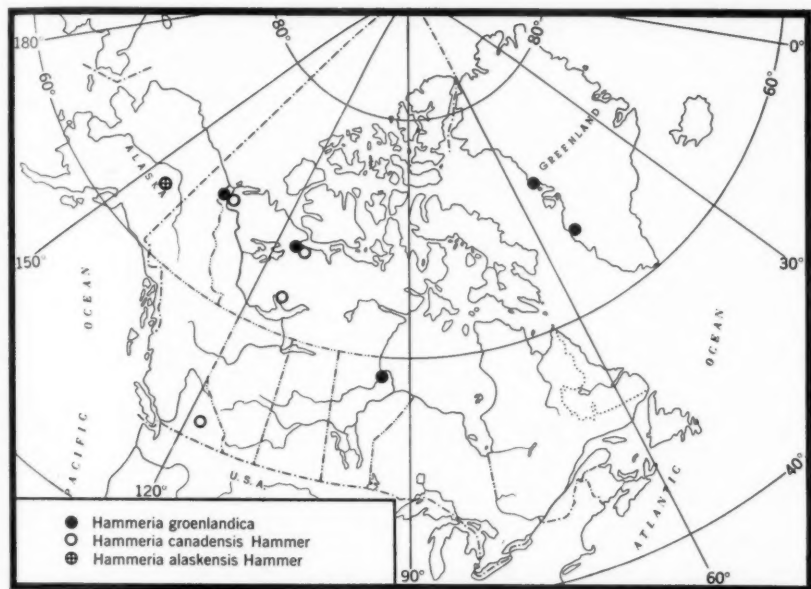 180
60°
80°
80°
0°
60°
GREENLAND
ALASKA
150°
30°
OCEAN
OCEAN
PACIFIC
U.S.A.
40°
ATLANTIC
120°
90°
60°
Hammeria groenlandica
Hammeria canadensis Hammer
Hammeria alaskensis Hammer